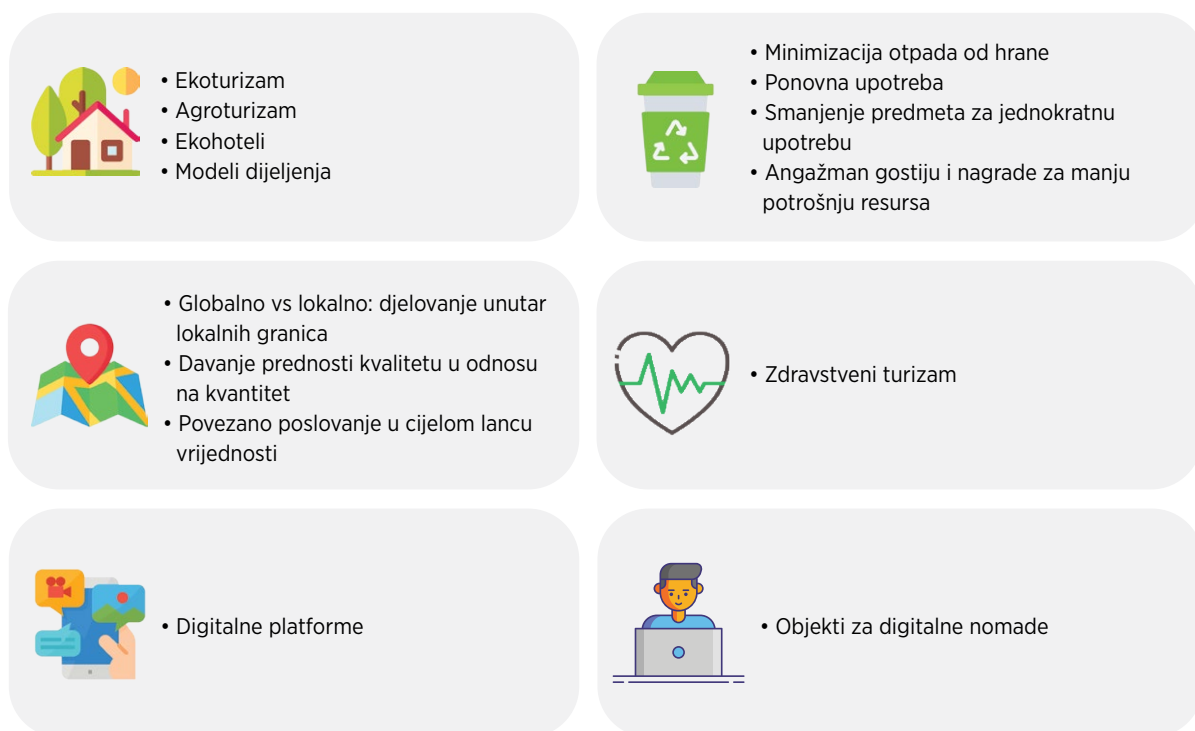 • Ekoturizam
• Agroturizam
• Ekohoteli
• Modeli dijeljenja
• Minimizacija otpada od hrane
• Ponovna upotreba
• Smanjenje predmeta za jednokratnu
upotrebu
• Angažman gostiju i nagrade za manju
potrošnju resursa
• Globalno vs lokalno: djelovanje unutar
lokalnih granica
• Davanje prednosti kvalitetu u odnosu
na kvantitet
• Povezano poslovanje u cijelom lancu
vrijednosti
• Zdravstveni turizam
• Digitalne platforme
• Objekti za digitalne nomade